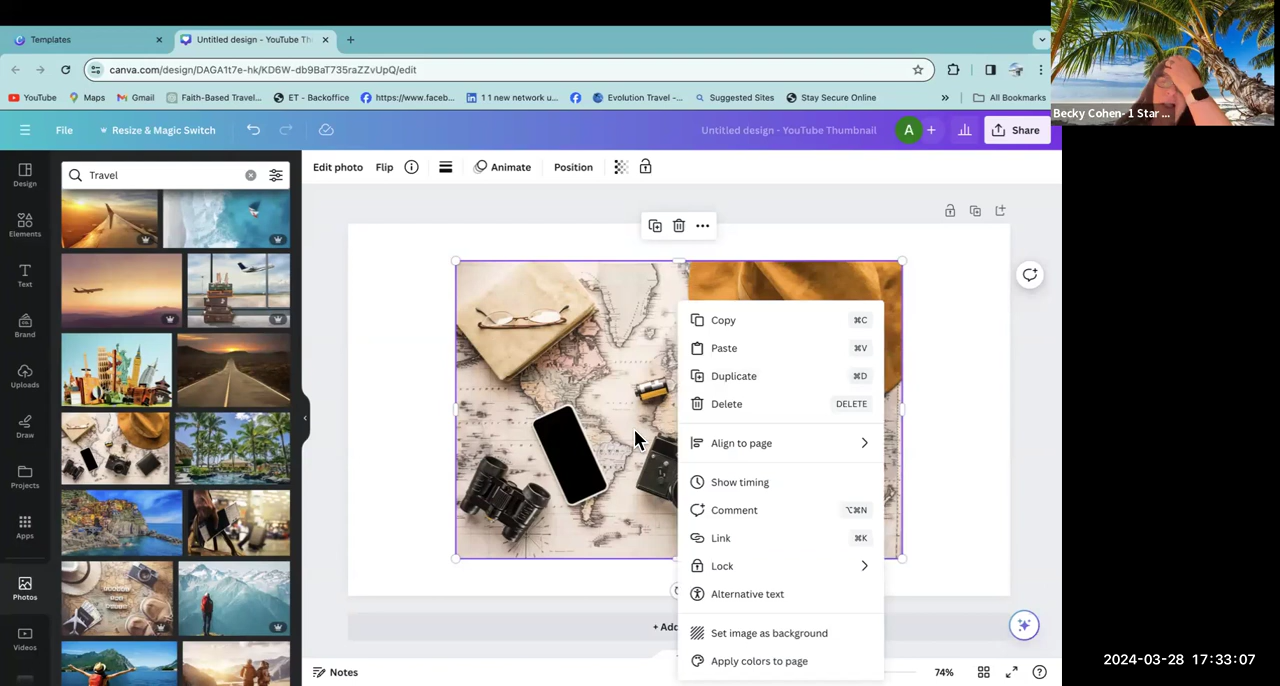 Templates
Untitled design - YouTube Th
canva.com/design/DAGA1t7e-hk/KD6W-db9BaT735raZZvUpQ/edit
YouTube
Maps
Gmail
Faith-Based Travel...
ET - Backoffice
https://www.faceb...
1 1 new network u...
Evolution Travel -...
Suggested Sites
Stay Secure Online
»
All Bookmarks
Becky Cohen- 1 Star ...
File
Resize & Magic Switch
Untitled design - YouTube Thumbnail
A
+
Share
Design
Elements
Text
Brand
Uploads
Draw
Projects
Apps
Photos
Videos
Travel
Edit photo
Flip
Animate
Position
Copy
⌘C
Paste
⌘V
Duplicate
⌘D
Delete
DELETE
Align to page
Show timing
Comment
⌥⌘N
Link
⌘K
Lock
Alternative text
Set image as background
Apply colors to page
+ Add
Notes
74%
2024-03-28 17:33:07